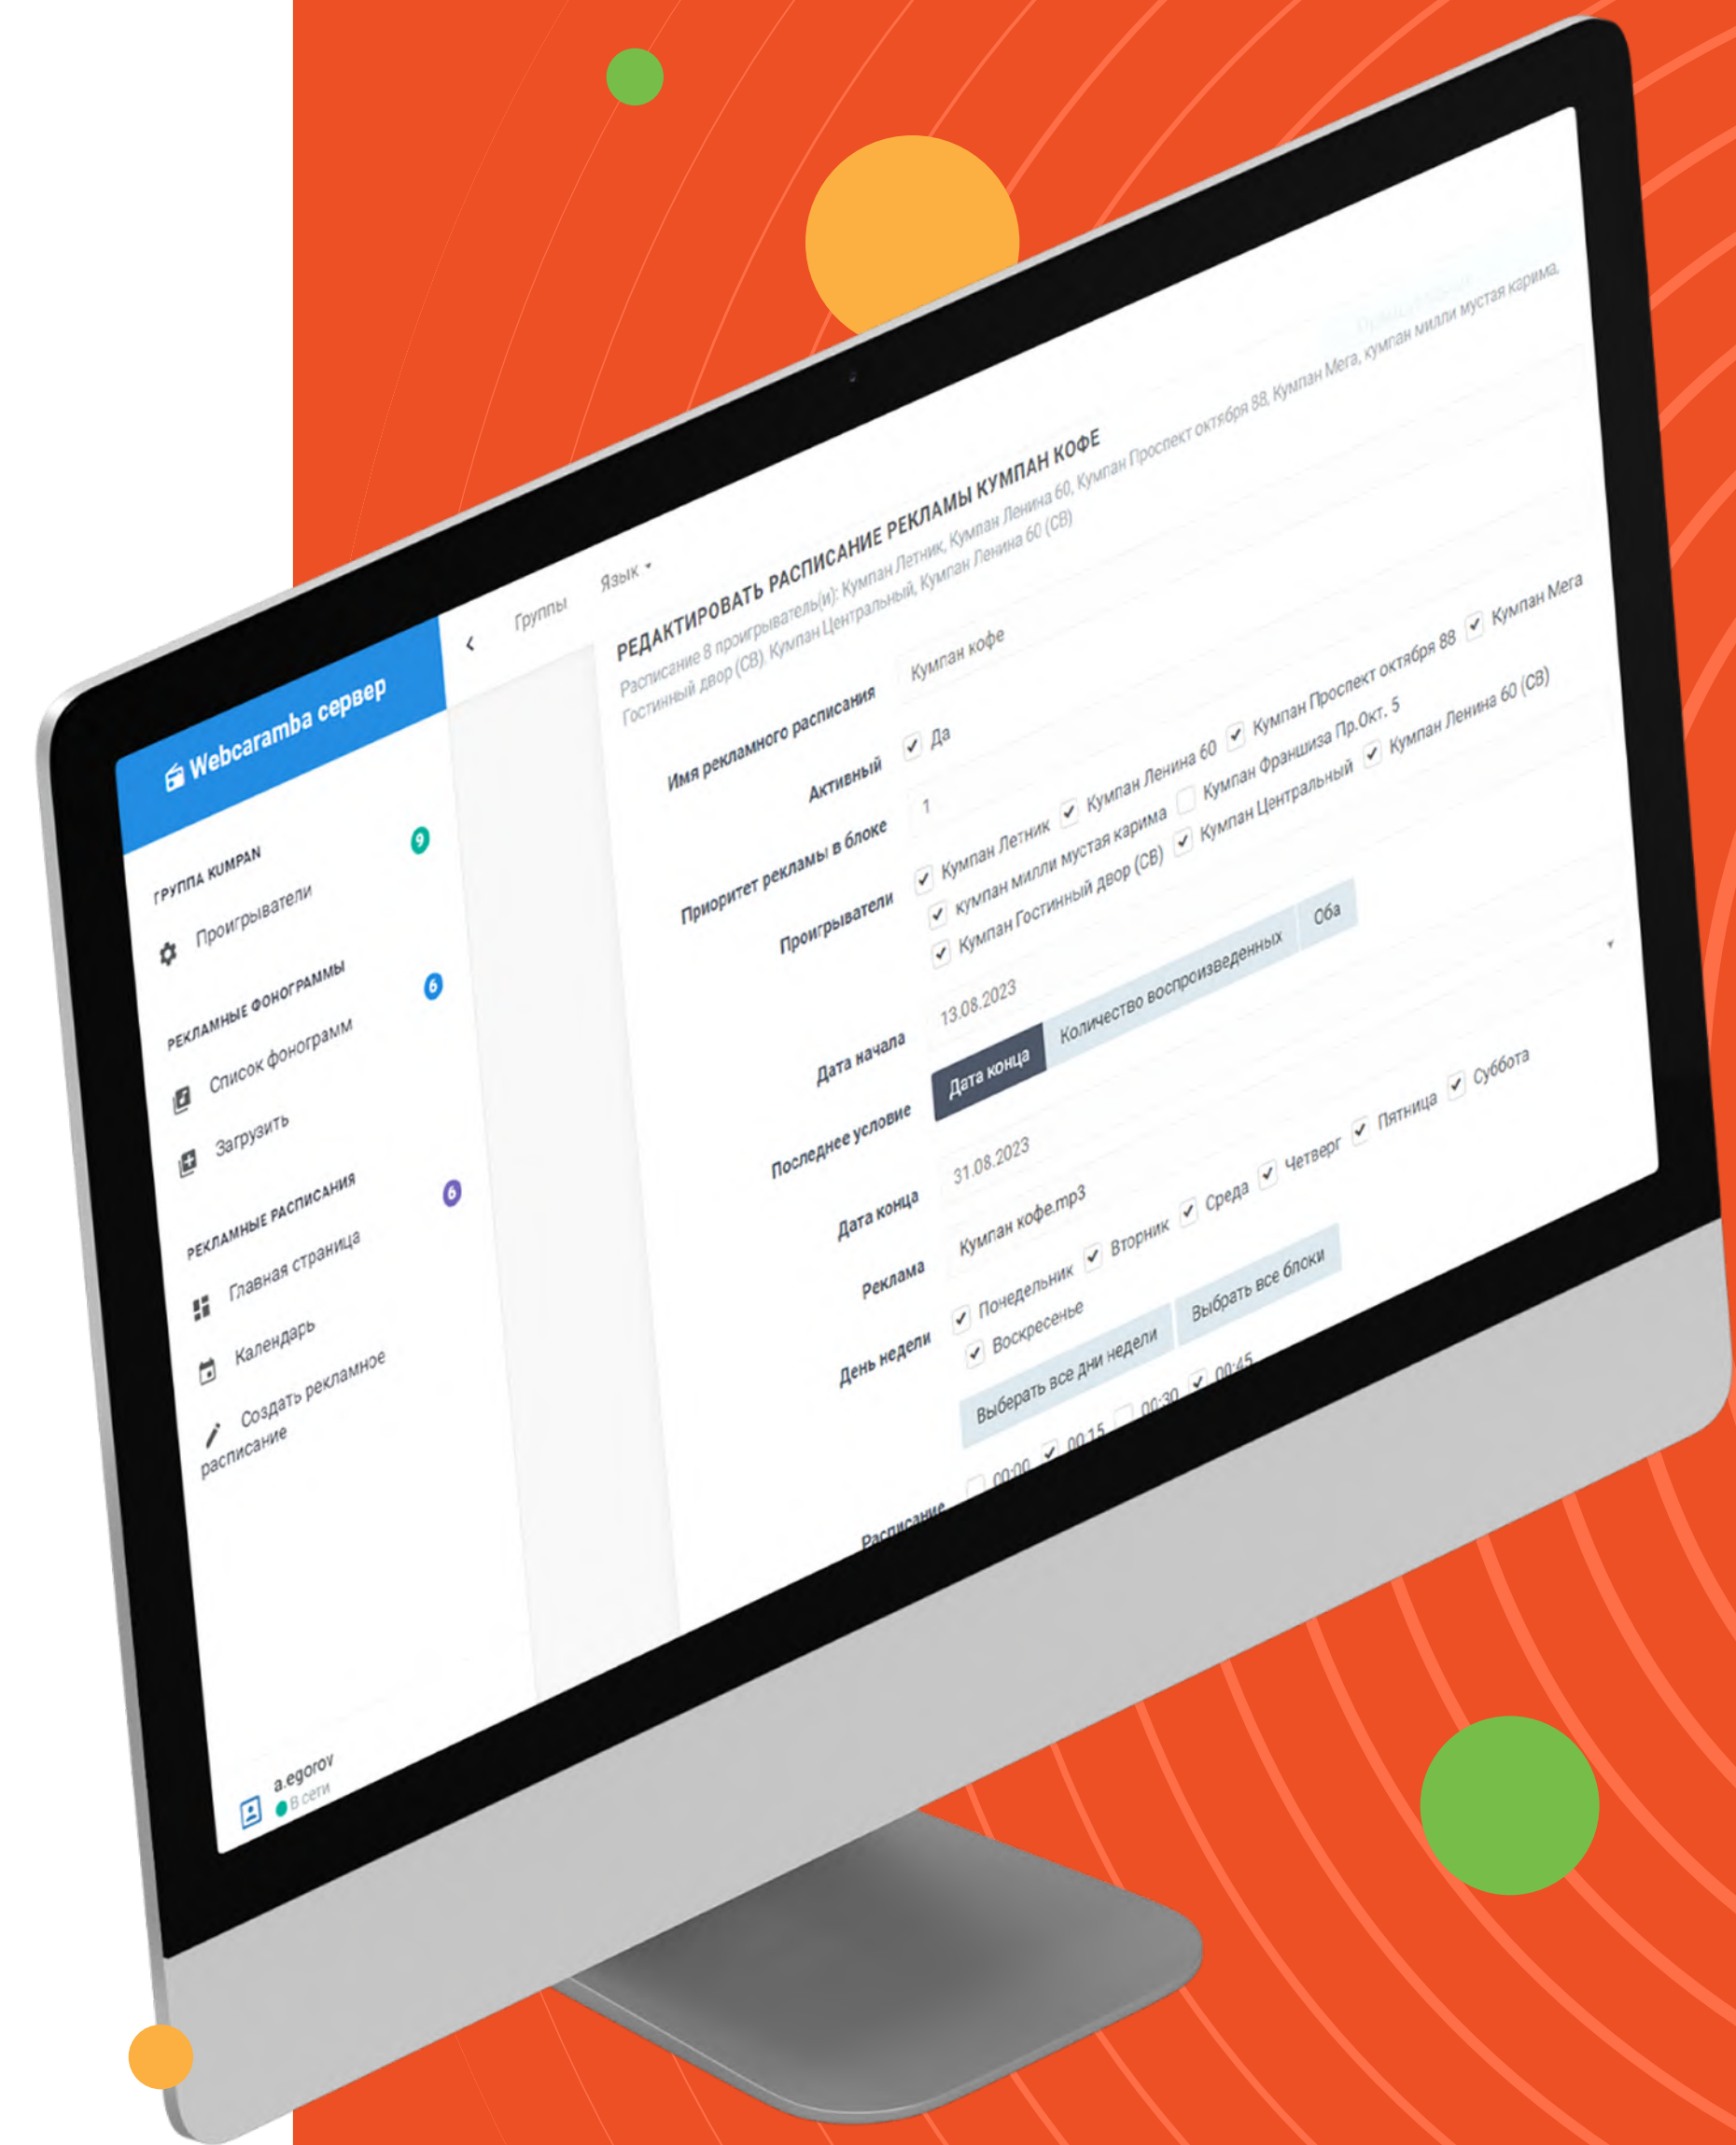 Webcaramba сервер
ГРУППА KUMPAN
Проигрыватели 9
РЕКЛАМНЫЕ ФОНОГРАММЫ
Список фонограмм 6
Загрузить
РЕКЛАМНЫЕ РАСПИСАНИЯ
Главная страница 6
Календарь
Создать рекламное
расписание
a.egorov
В сети
Группы Язык
РЕДАКТИРОВАТЬ РАСПИСАНИЕ РЕКЛАМЫ КУМПАН КОФЕ
Расписание 8 проигрыватель(и): Кумпан Летник, Кумпан Ленина 60, Кумпан Проспект октября 88, Кумпан Мега, кумпан милли мустая карима,
Гостинный двор (СВ), Кумпан Центральный, Кумпан Ленина 60 (СВ)
Имя рекламного расписания Кумпан кофе
Активный Да
Приоритет рекламы в блоке 1
Проигрыватели Кумпан Летник Кумпан Ленина 60 Кумпан Проспект октября 88 Кумпан Мега
кумпан милли мустая карима Кумпан Франшиза Пр.Окт. 5
Кумпан Гостинный двор (СВ) Кумпан Центральный Кумпан Ленина 60 (СВ)
Дата начала 13.08.2023
Последнее условие Дата конца Количество воспроизведенных Оба
Дата конца 31.08.2023
Реклама Кумпан кофе.mp3
День недели Понедельник Вторник Среда Четверг Пятница Суббота
Воскресенье
Выберать все дни недели Выбрать все блоки
Расписание 00:00 00:15 00:30 00:45